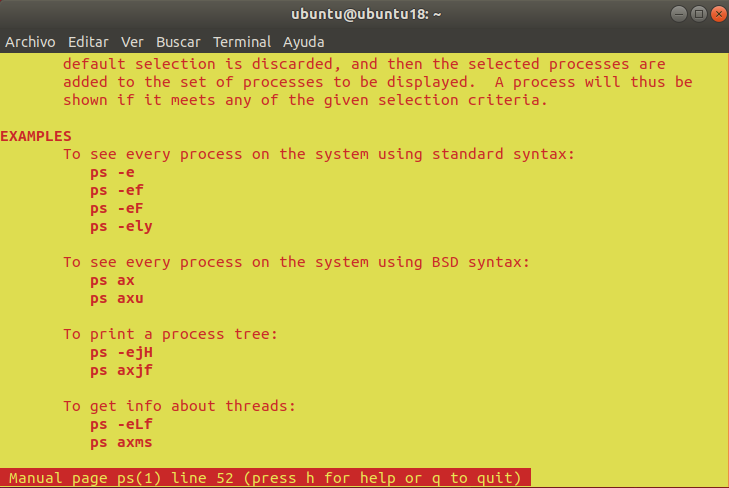 ubuntu@ubuntu18: ~
Archivo Editar Ver Buscar Terminal Ayuda
default selection is discarded, and then the selected processes are
added to the set of processes to be displayed.  A process will thus be
shown if it meets any of the given selection criteria.
EXAMPLES
To see every process on the system using standard syntax:
ps -e
ps -ef
ps -eF
ps -ely
To see every process on the system using BSD syntax:
ps ax
ps axu
To print a process tree:
ps -ejH
ps axjf
To get info about threads:
ps -eLf
ps axms
Manual page ps(1) line 52 (press h for help or q to quit)